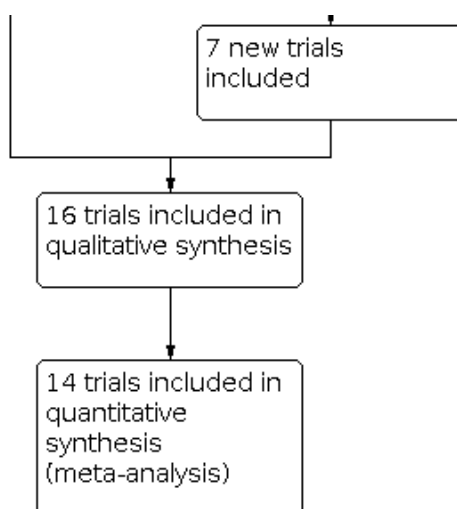 7 new trials
included
16 trials included in
qualitative synthesis
14 trials included in
quantitative
synthesis
(meta-analysis)